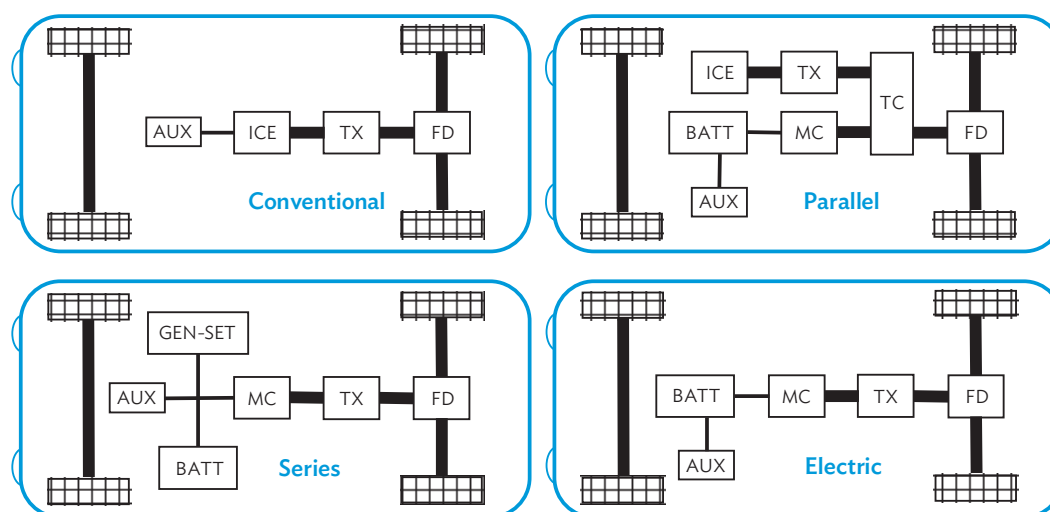 AUX ICE TX FD
Conventional
ICE TX
TC
BATT MC FD
AUX
Parallel
GEN-SET
AUX MC TX FD
BATT
Series
BATT MC TX FD
AUX
Electric